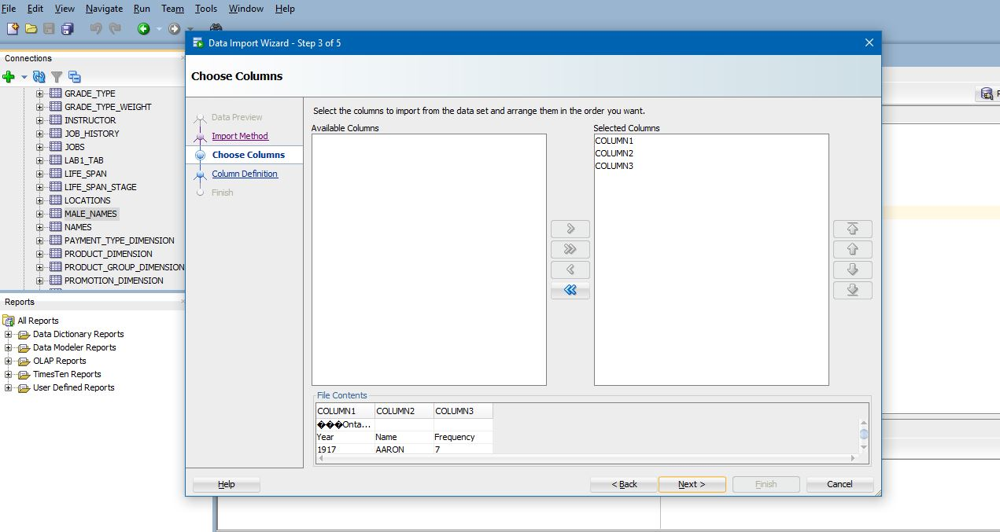 File Edit View Navigate Run Team Tools Window Help
Data Import Wizard - Step 3 of 5
Connections
GRADE_TYPE
GRADE_TYPE_WEIGHT
INSTRUCTOR
JOB_HISTORY
JOBS
LAB1_TAB
LIFE_SPAN
LIFE_SPAN_STAGE
LOCATIONS
MALE_NAMES
NAMES
PAYMENT_TYPE_DIMENSION
PRODUCT_DIMENSION
PRODUCT_GROUP_DIMENSION
PROMOTION_DIMENSION
Reports
All Reports
Data Dictionary Reports
Data Modeler Reports
OLAP Reports
TimesTen Reports
User Defined Reports
Choose Columns
Data Preview
Import Method
Choose Columns
Column Definition
Finish
Select the columns to import from the data set and arrange them in the order you want.
Available Columns
Selected Columns
COLUMN1
COLUMN2
COLUMN3
File Contents
COLUMN1 COLUMN2 COLUMN3
���Onta...
Year Name Frequency
1917 AARON 7
Help < Back Next > Finish Cancel